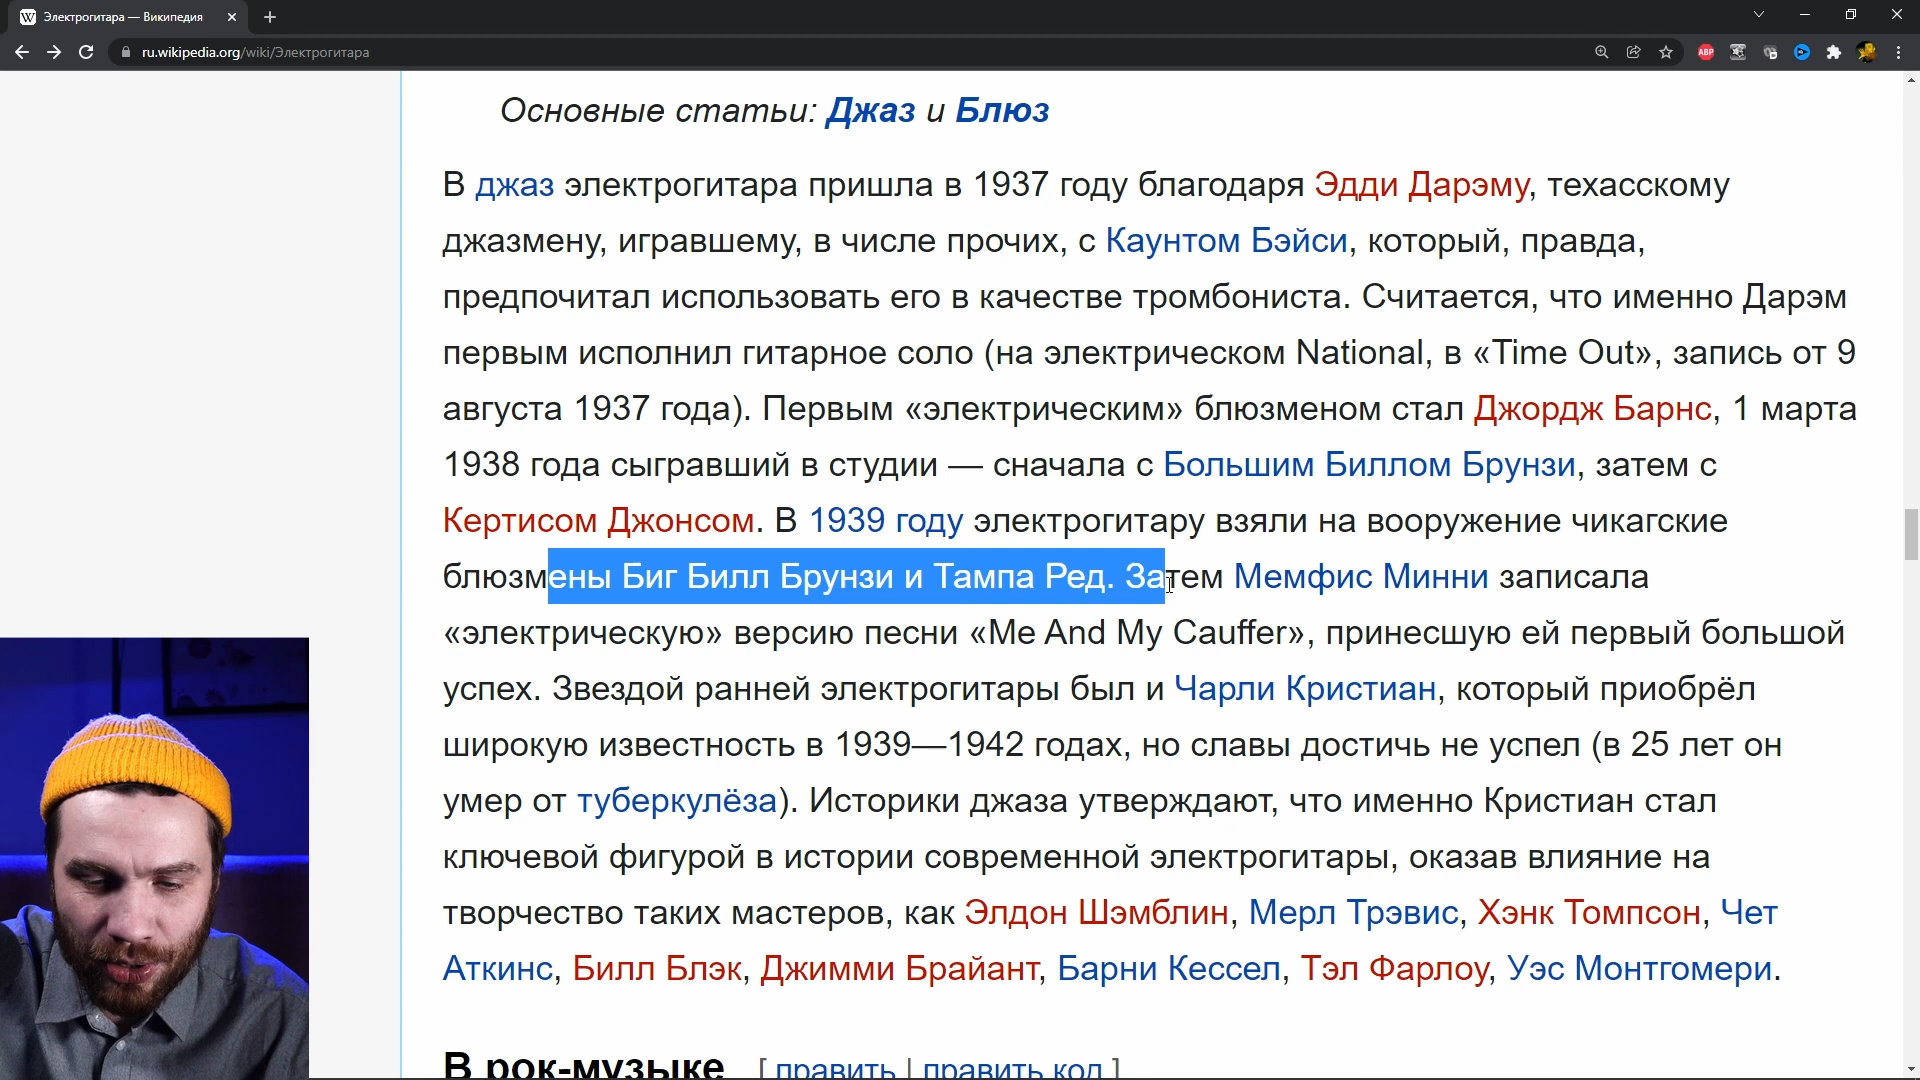 Электрогитара — Википедия
ru.wikipedia.org/wiki/Электрогитара
ABP
Основные статьи: Джаз и Блюз
В джаз электрогитара пришла в 1937 году благодаря Эдди Дарэму, техасскому
джазмену, игравшему, в числе прочих, с Каунтом Бэйси, который, правда,
предпочитал использовать его в качестве тромбониста. Считается, что именно Дарэм
первым исполнил гитарное соло (на электрическом National, в «Time Out», запись от 9
августа 1937 года). Первым «электрическим» блюзменом стал Джордж Барнс, 1 марта
1938 года сыгравший в студии — сначала с Большим Биллом Брунзи, затем с
Кертисом Джонсом. В 1939 году электрогитару взяли на вооружение чикагские
блюзмены Биг Билл Брунзи и Тампа Ред. Затем Мемфис Минни записала
«электрическую» версию песни «Me And My Cauffer», принесшую ей первый большой
успех. Звездой ранней электрогитары был и Чарли Кристиан, который приобрёл
широкую известность в 1939—1942 годах, но славы достичь не успел (в 25 лет он
умер от туберкулёза). Историки джаза утверждают, что именно Кристиан стал
ключевой фигурой в истории современной электрогитары, оказав влияние на
творчество таких мастеров, как Элдон Шэмблин, Мерл Трэвис, Хэнк Томпсон, Чет
Аткинс, Билл Блэк, Джимми Брайант, Барни Кессел, Тэл Фарлоу, Уэс Монтгомери.
В рок-музыке [ править | править код ]